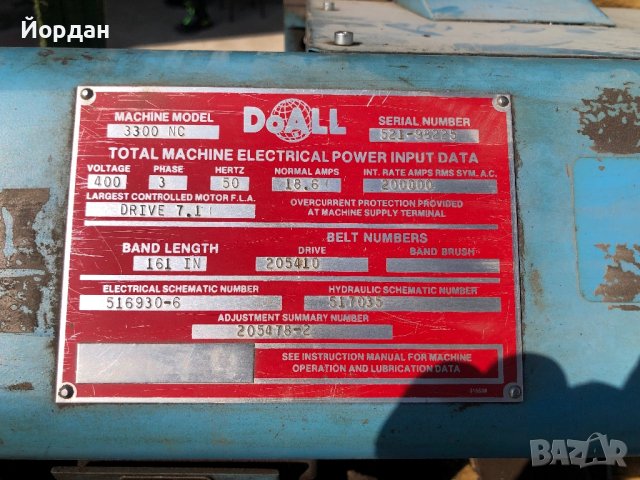 Йордан
DoALL
MACHINE MODEL
3300 NC
SERIAL NUMBER
TOTAL MACHINE ELECTRICAL POWER INPUT DATA
VOLTAGE PHASE HERTZ NORMAL AMPS INT. RATE AMPS RMS SYM. A.C.
400 3 50 18.6 200000
LARGEST CONTROLLED MOTOR F.L.A.
DRIVE 7.1
OVERCURRENT PROTECTION PROVIDED
AT MACHINE SUPPLY TERMINAL
BELT NUMBERS
BAND LENGTH DRIVE BAND BRUSH
161 IN 205410
ELECTRICAL SCHEMATIC NUMBER HYDRAULIC SCHEMATIC NUMBER
516930-6 517035
ADJUSTMENT SUMMARY NUMBER
205478-2
SEE INSTRUCTION MANUAL FOR MACHINE
OPERATION AND LUBRICATION DATA
BAZAR